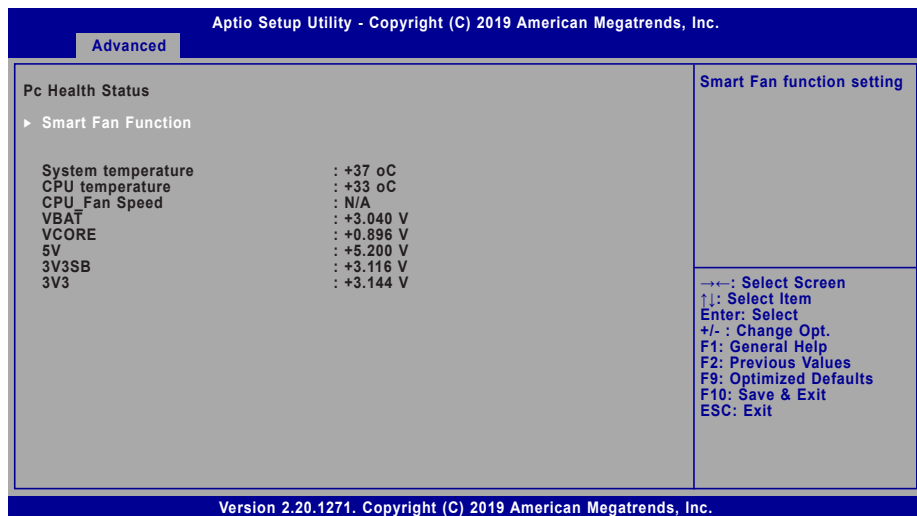 Aptio Setup Utility - Copyright (C) 2019 American Megatrends, Inc.
Advanced
Pc Health Status
► Smart Fan Function
System temperature : +37 oC
CPU temperature : +33 oC
CPU_Fan Speed : N/A
VBAT : +3.040 V
VCORE : +0.896 V
5V : +5.200 V
3V3SB : +3.116 V
3V3 : +3.144 V
Smart Fan function setting
→←: Select Screen
↑↓: Select Item
Enter: Select
+/- : Change Opt.
F1: General Help
F2: Previous Values
F9: Optimized Defaults
F10: Save & Exit
ESC: Exit
Version 2.20.1271. Copyright (C) 2019 American Megatrends, Inc.